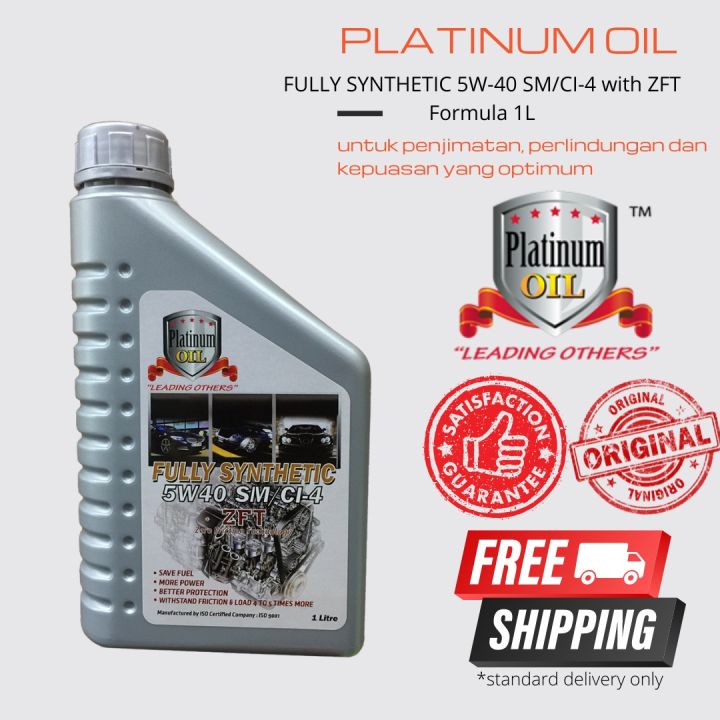 PLATINUM OIL
FULLY SYNTHETIC 5W-40 SM/CI-4 with ZFT
Formula 1L
untuk penjimatan, perlindungan dan
kepuasan yang optimum
Platinum
OIL
TM
"LEADING OTHERS"
SATISFACTION
GUARANTEE
ORIGINAL
ORIGINAL
ORIGINAL
FREE
SHIPPING
*standard delivery only
Platinum
OIL
"LEADING OTHERS"
FULLY SYNTHETIC
5W40 SM/CI-4
ZFT
• SAVE FUEL
• MORE POWER
• BETTER PROTECTION
• WITHSTAND FRICTION & LOAD 4 TO 5 TIMES MORE
Manufactured by ISO Certified Company : ISO 9001
1 Litre